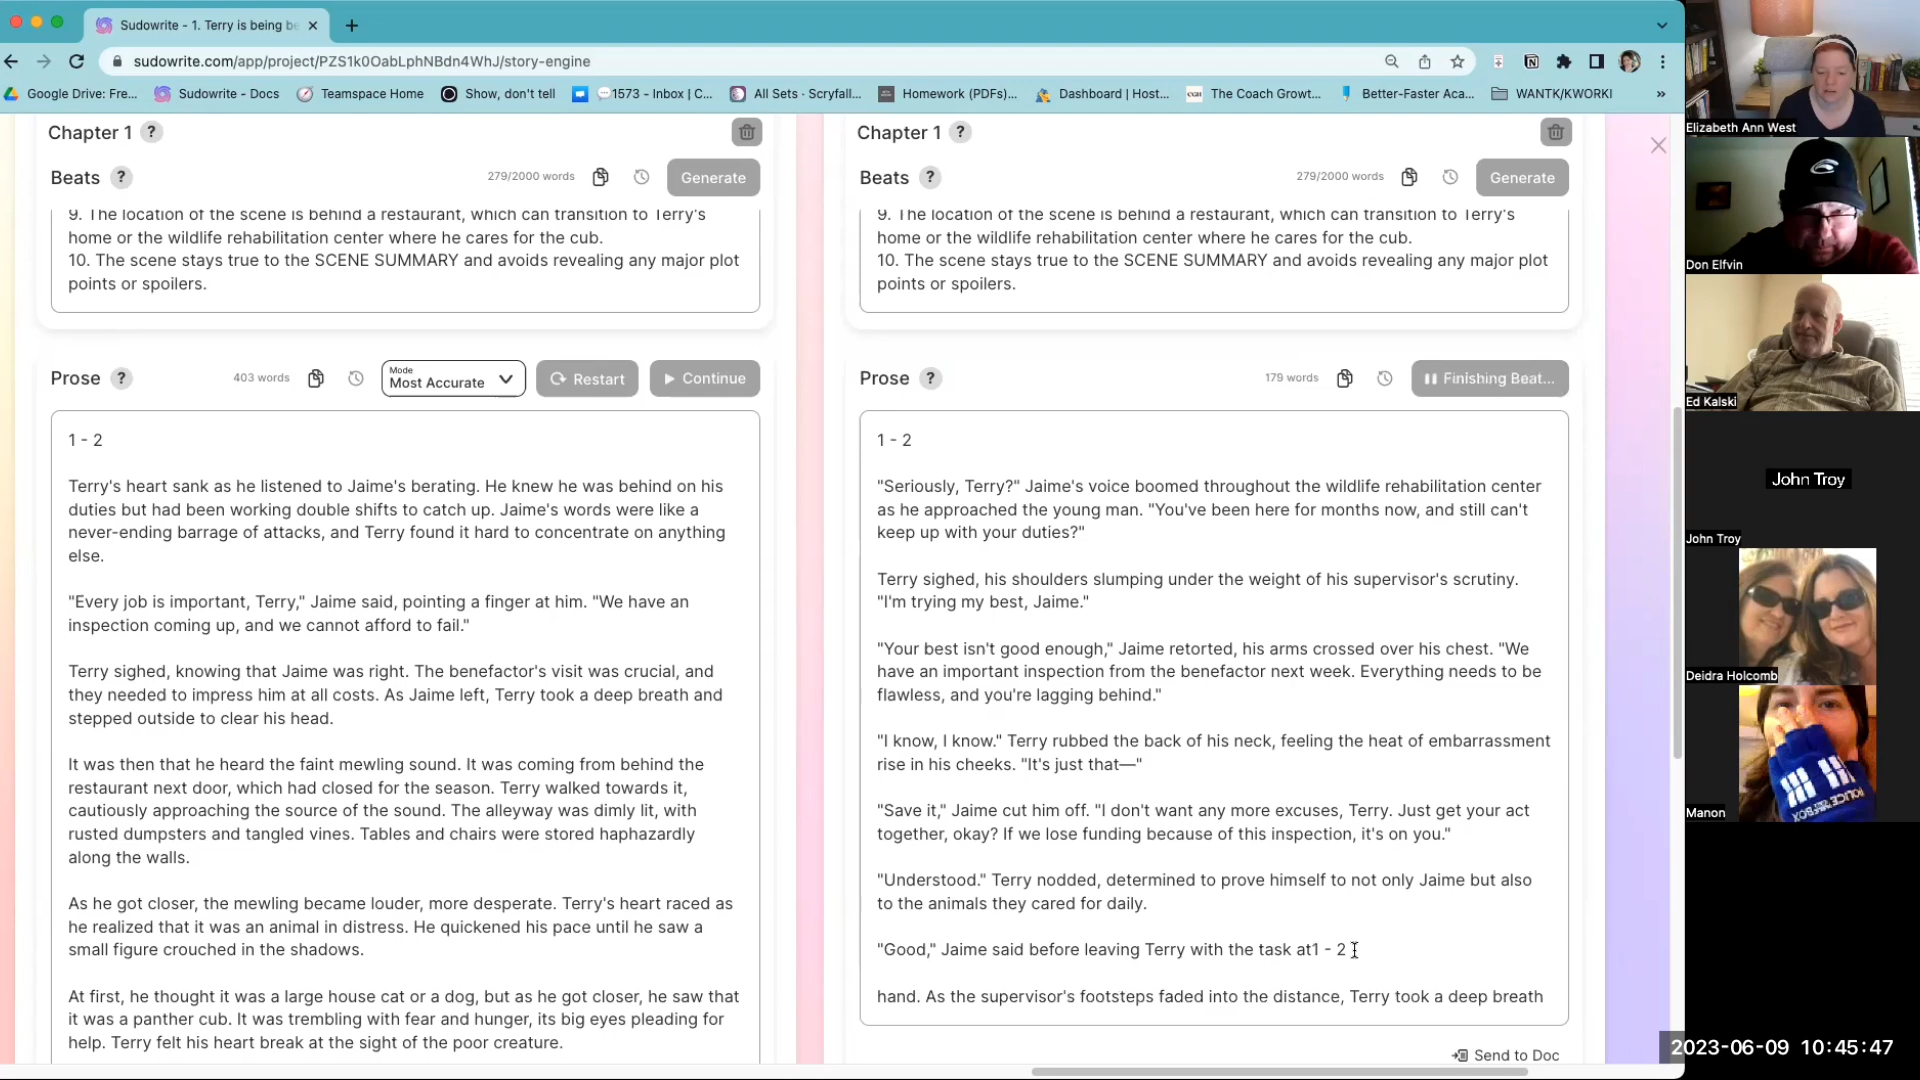 Sudowrite - 1. Terry is being be
sudowrite.com/app/project/PZS1k0OabLphNBdn4WhJ/story-engine
Google Drive: Fre...
Sudowrite - Docs
Teamspace Home
Show, don't tell
1573 - Inbox | C...
All Sets - Scryfall...
Homework (PDFs)...
Dashboard | Host...
The Coach Growt...
Better-Faster Aca...
WANTK/KWORKI
»
Chapter 1 ?
Beats ?
279/2000 words
Generate
9. The location of the scene is behind a restaurant, which can transition to Terry's
home or the wildlife rehabilitation center where he cares for the cub.
10. The scene stays true to the SCENE SUMMARY and avoids revealing any major plot
points or spoilers.
Prose ?
403 words
Mode
Most Accurate
Restart
Continue
1 - 2
Terry's heart sank as he listened to Jaime's berating. He knew he was behind on his
duties but had been working double shifts to catch up. Jaime's words were like a
never-ending barrage of attacks, and Terry found it hard to concentrate on anything
else.
"Every job is important, Terry," Jaime said, pointing a finger at him. "We have an
inspection coming up, and we cannot afford to fail."
Terry sighed, knowing that Jaime was right. The benefactor's visit was crucial, and
they needed to impress him at all costs. As Jaime left, Terry took a deep breath and
stepped outside to clear his head.
It was then that he heard the faint mewling sound. It was coming from behind the
restaurant next door, which had closed for the season. Terry walked towards it,
cautiously approaching the source of the sound. The alleyway was dimly lit, with
rusted dumpsters and tangled vines. Tables and chairs were stored haphazardly
along the walls.
As he got closer, the mewling became louder, more desperate. Terry's heart raced as
he realized that it was an animal in distress. He quickened his pace until he saw a
small figure crouched in the shadows.
At first, he thought it was a large house cat or a dog, but as he got closer, he saw that
it was a panther cub. It was trembling with fear and hunger, its big eyes pleading for
help. Terry felt his heart break at the sight of the poor creature.
Chapter 1 ?
Beats ?
279/2000 words
Generate
9. The location of the scene is behind a restaurant, which can transition to Terry's
home or the wildlife rehabilitation center where he cares for the cub.
10. The scene stays true to the SCENE SUMMARY and avoids revealing any major plot
points or spoilers.
Prose ?
179 words
Finishing Beat...
1 - 2
"Seriously, Terry?" Jaime's voice boomed throughout the wildlife rehabilitation center
as he approached the young man. "You've been here for months now, and still can't
keep up with your duties?"
Terry sighed, his shoulders slumping under the weight of his supervisor's scrutiny.
"I'm trying my best, Jaime."
"Your best isn't good enough," Jaime retorted, his arms crossed over his chest. "We
have an important inspection from the benefactor next week. Everything needs to be
flawless, and you're lagging behind."
"I know, I know." Terry rubbed the back of his neck, feeling the heat of embarrassment
rise in his cheeks. "It's just that—"
"Save it," Jaime cut him off. "I don't want any more excuses, Terry. Just get your act
together, okay? If we lose funding because of this inspection, it's on you."
"Understood." Terry nodded, determined to prove himself to not only Jaime but also
to the animals they cared for daily.
"Good," Jaime said before leaving Terry with the task at1 - 2
hand. As the supervisor's footsteps faded into the distance, Terry took a deep breath
Send to Doc
Elizabeth Ann West
Don Elfvin
Ed Kalski
John Troy
John Troy
Deidra Holcomb
POLICE BOX
Manon
2023-06-09 10:45:47